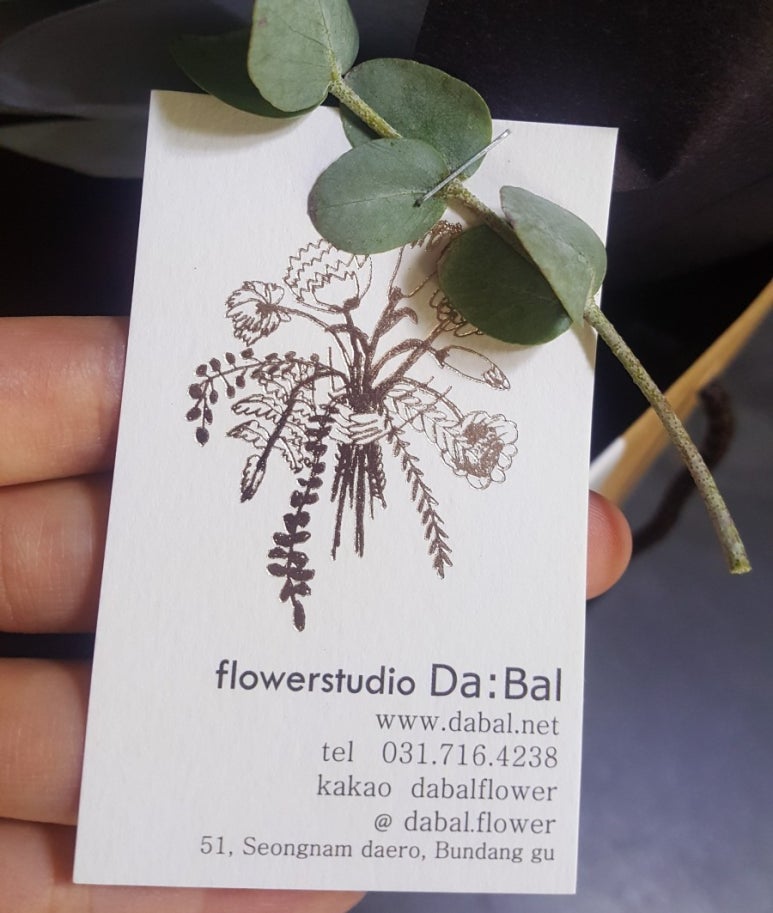 flowerstudio Da:Bal
www.dabal.net
tel 031.716.4238
kakao dabalflower
@ dabal.flower
51, Seongnam daero, Bundang gu